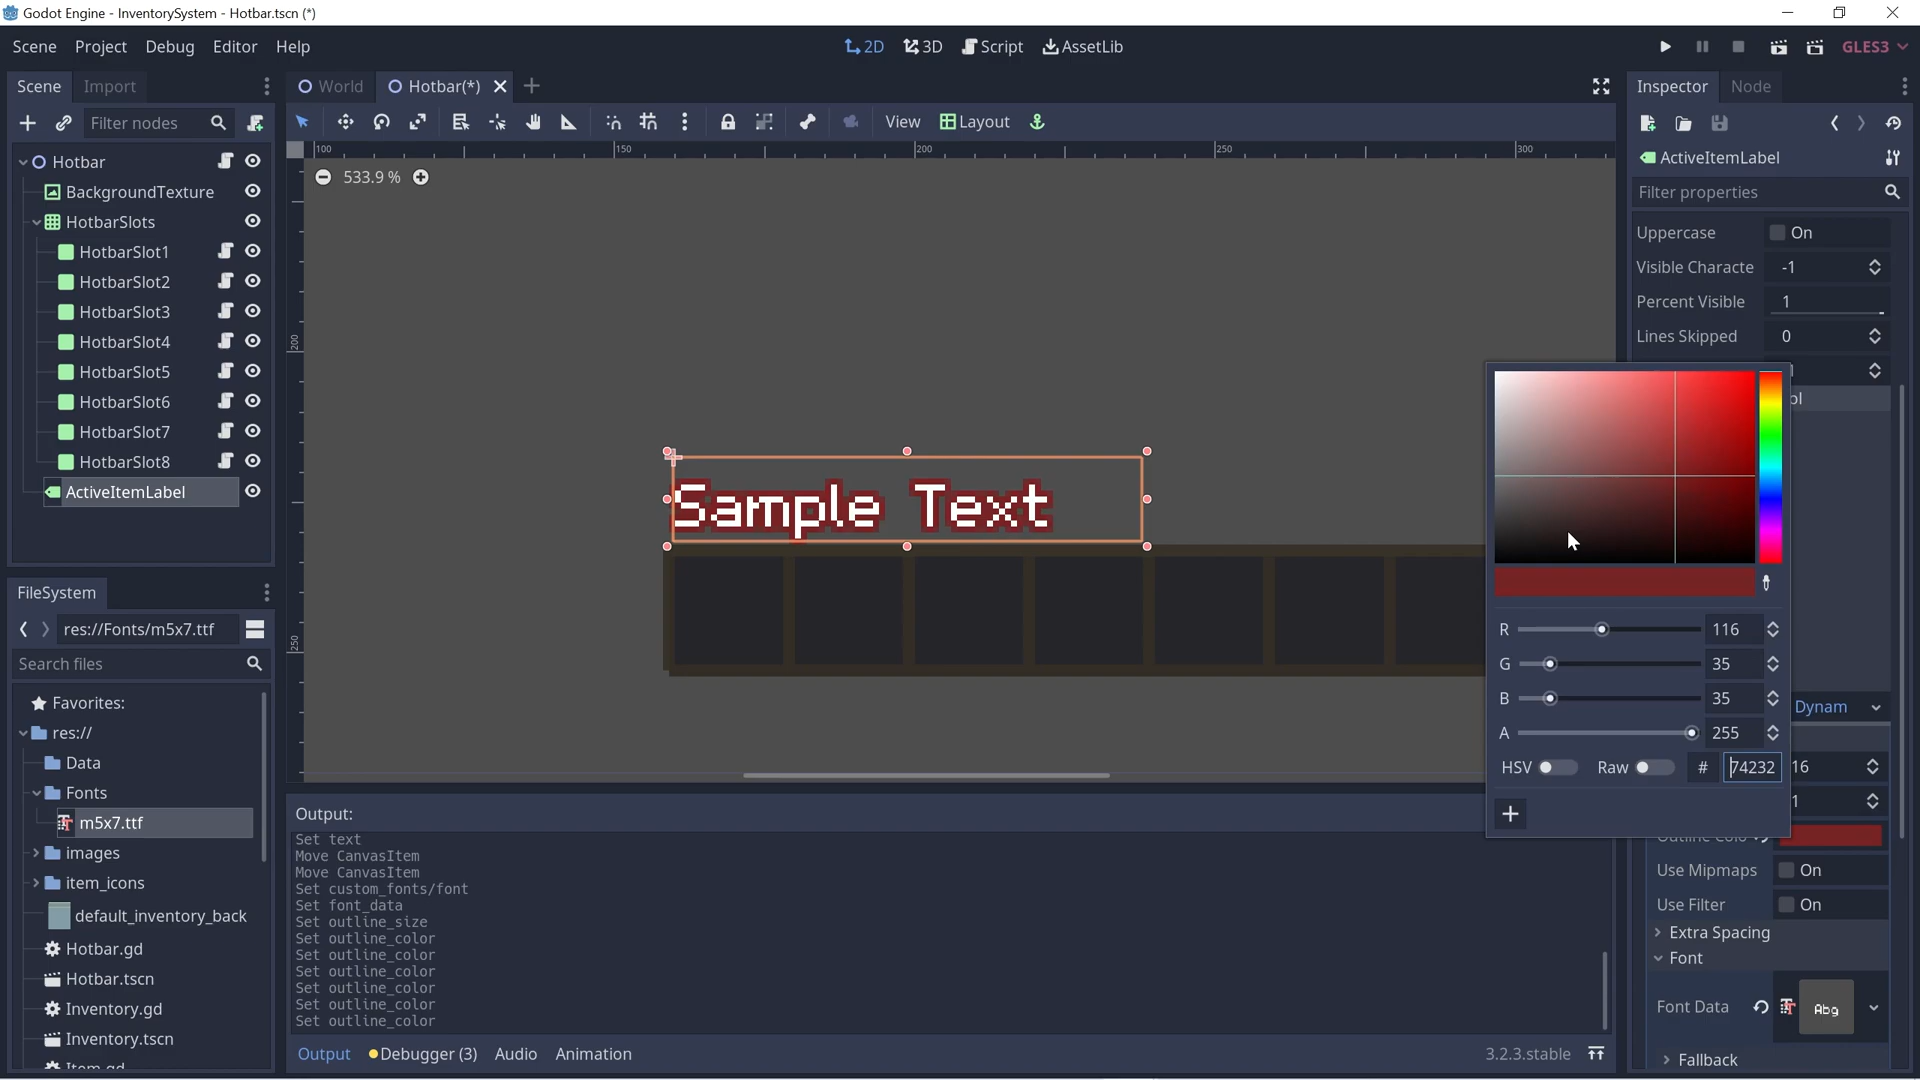 Godot Engine - InventorySystem - Hotbar.tscn (*)
Scene Project Debug Editor Help
2D 3D Script AssetLib
GLES3
Scene Import
World Hotbar(*)
Inspector Node
Filter nodes
View Layout
ActiveItemLabel
533.9 %
Filter properties
100 150 200 250 300
200
250
Hotbar
BackgroundTexture
HotbarSlots
HotbarSlot1
HotbarSlot2
HotbarSlot3
HotbarSlot4
HotbarSlot5
HotbarSlot6
HotbarSlot7
HotbarSlot8
ActiveItemLabel
Sample Text
Uppercase On
Visible Characte -1
Percent Visible 1
Lines Skipped 0
FileSystem
res://Fonts/m5x7.ttf
Search files
Favorites:
res://
Data
Fonts
m5x7.ttf
images
item_icons
default_inventory_back
Hotbar.gd
Hotbar.tscn
Inventory.gd
Inventory.tscn
Item.gd
Output:
Set text
Move CanvasItem
Move CanvasItem
Set custom_fonts/font
Set font_data
Set outline_size
Set outline_color
Set outline_color
Set outline_color
Set outline_color
Set outline_color
Set outline_color
Output Debugger (3) Audio Animation
3.2.3.stable
R 116
G 35
B 35
A 255
HSV Raw # 74232
Dynam
16
1
Outline Colo
Use Mipmaps On
Use Filter On
Extra Spacing
Font
Font Data Abg
Fallback